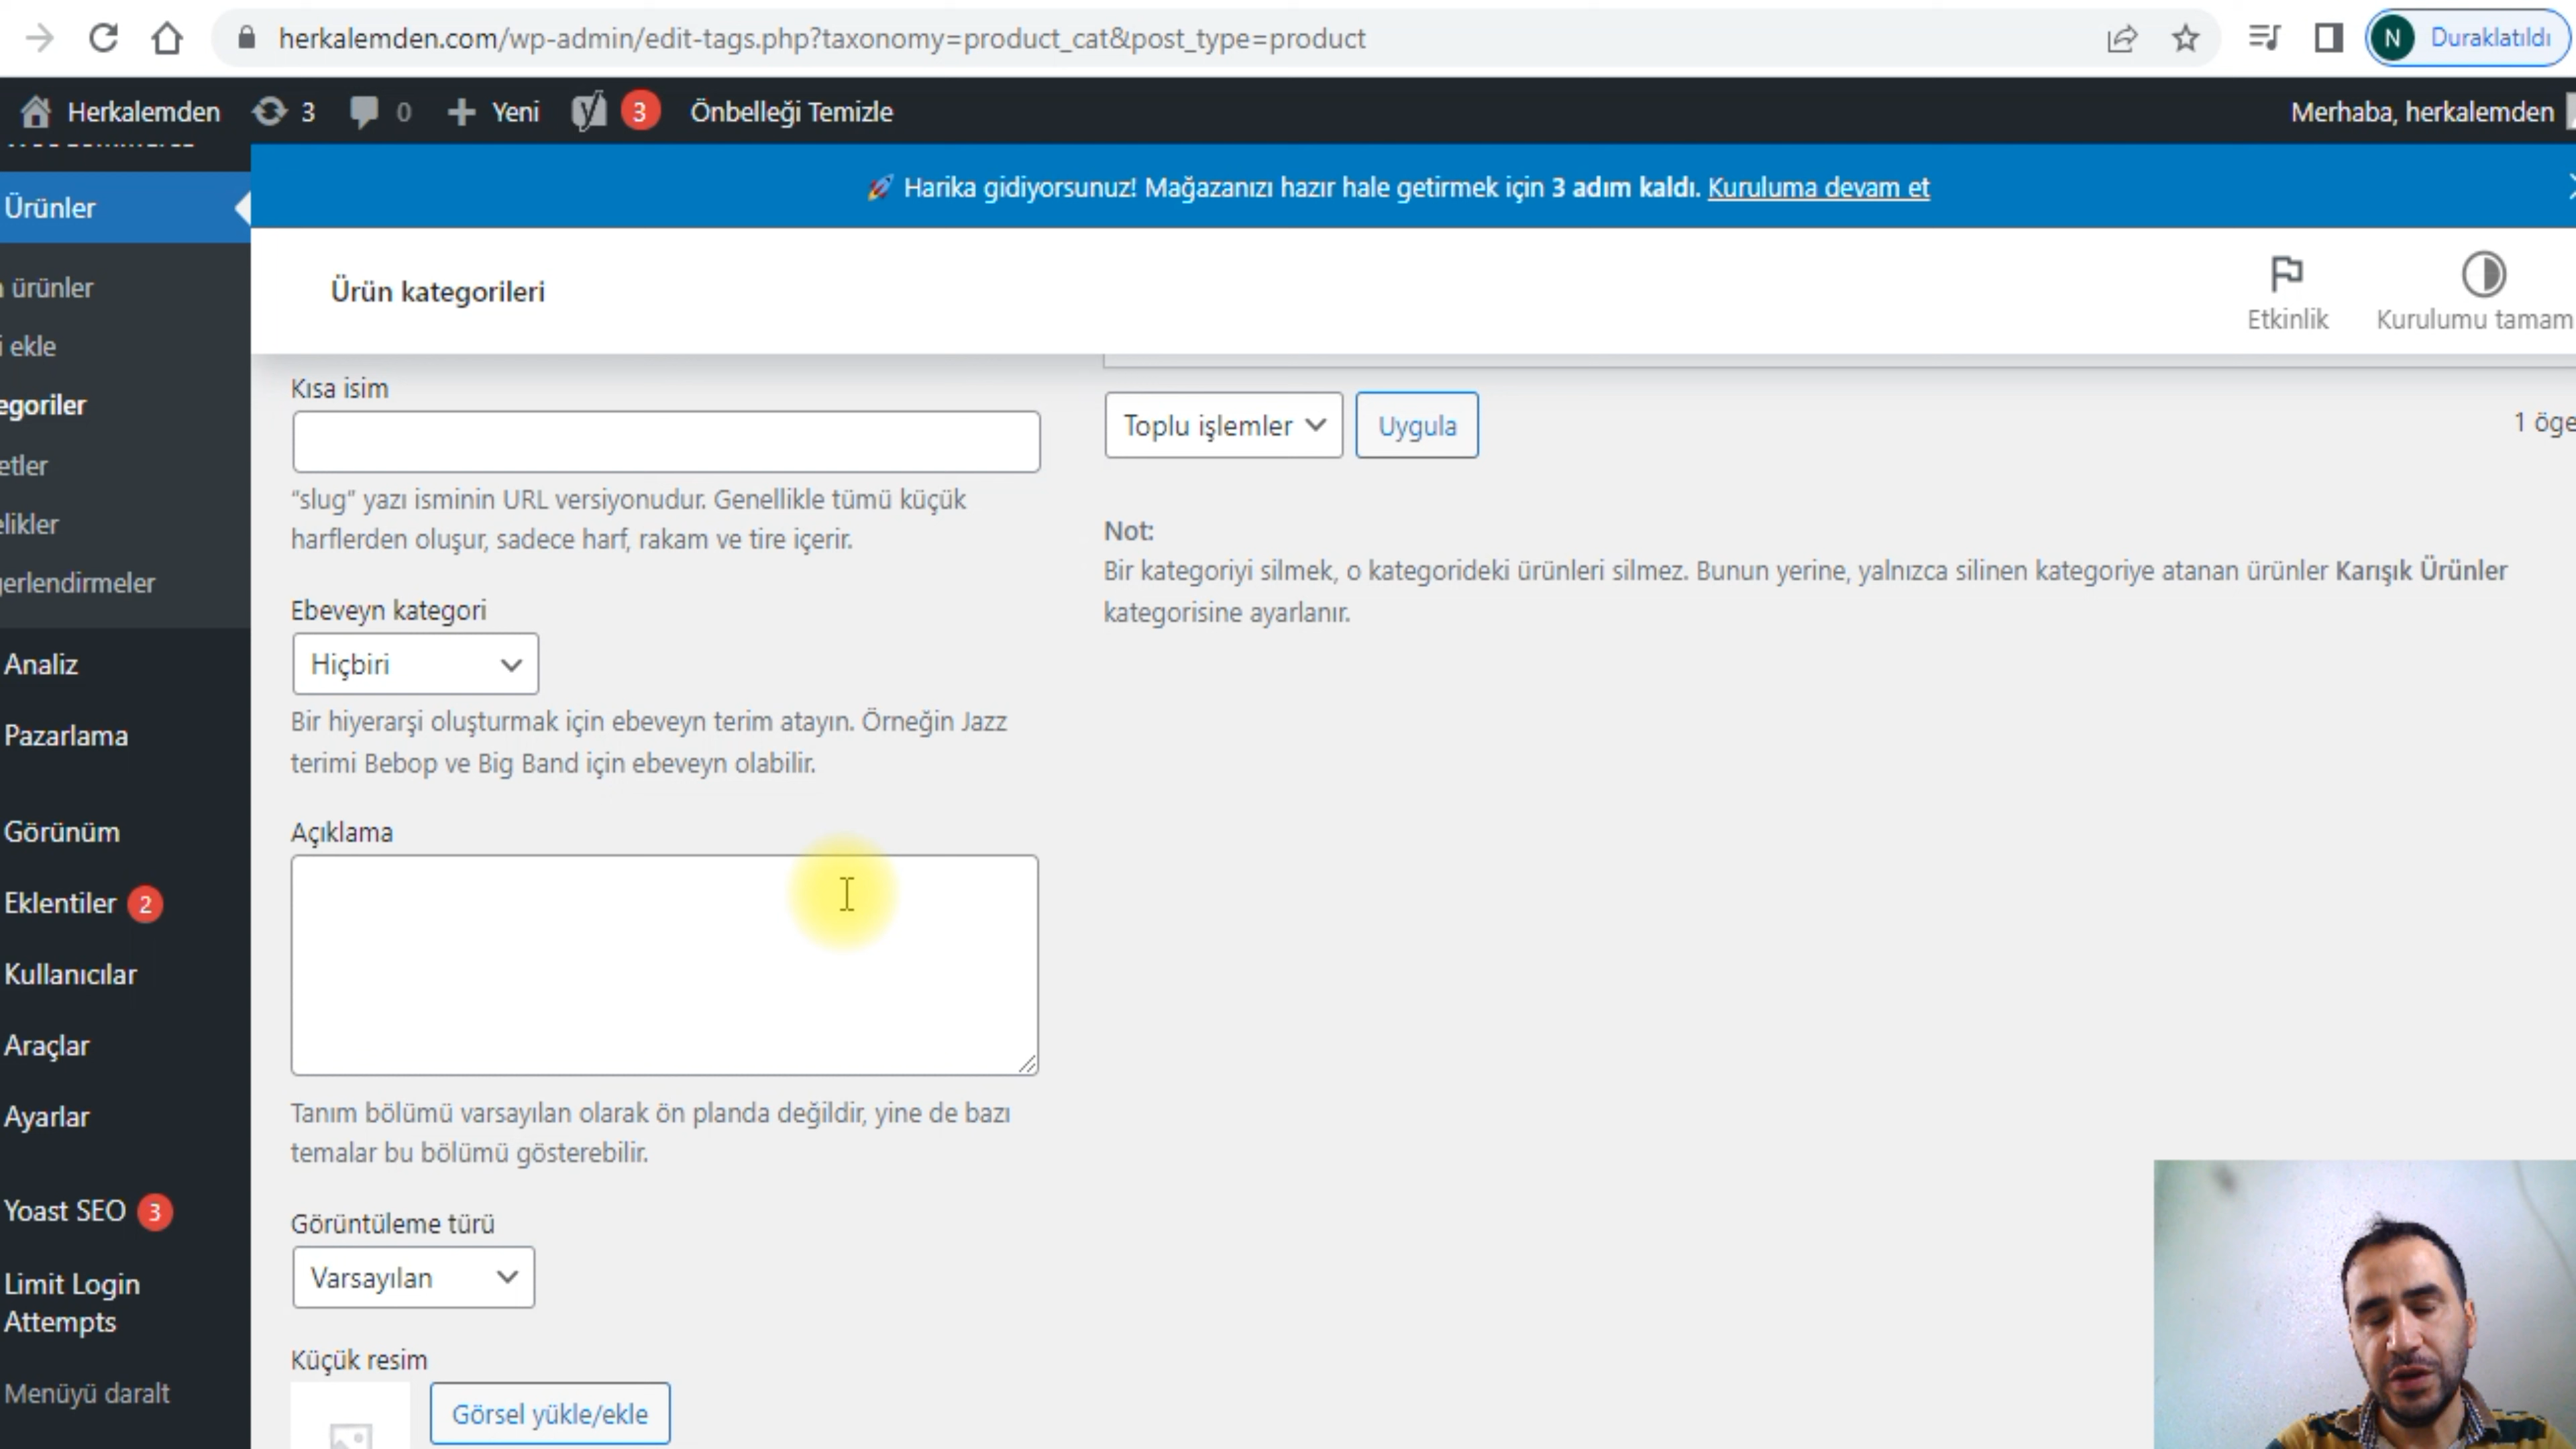 herkalemden.com/wp-admin/edit-tags.php?taxonomy=product_cat&post_type=product
N Duraklatıldı
Herkalemden 3 0 Yeni 3 Önbelleği Temizle
Merhaba, herkalemden
Harika gidiyorsunuz! Mağazanızı hazır hale getirmek için 3 adım kaldı. Kuruluma devam et
Ürünler
ürünler
ekle
egoriler
etler
elikler
erlendirmeler
Analiz
Pazarlama
Görünüm
Eklentiler 2
Kullanıcılar
Araçlar
Ayarlar
Yoast SEO 3
Limit Login
Attempts
Menüyü daralt
Ürün kategorileri
Etkinlik
Kurulumu tamam
Kısa isim
“slug” yazı isminin URL versiyonudur. Genellikle tümü küçük
harflerden oluşur, sadece harf, rakam ve tire içerir.
Ebeveyn kategori
Hiçbiri
Bir hiyerarşi oluşturmak için ebeveyn terim atayın. Örneğin Jazz
terimi Bebop ve Big Band için ebeveyn olabilir.
Açıklama
Tanım bölümü varsayılan olarak ön planda değildir, yine de bazı
temalar bu bölümü gösterebilir.
Görüntüleme türü
Varsayılan
Küçük resim
Görsel yükle/ekle
Toplu işlemler
Uygula
1 öge
Not:
Bir kategoriyi silmek, o kategorideki ürünleri silmez. Bunun yerine, yalnızca silinen kategoriye atanan ürünler Karışık Ürünler
kategorisine ayarlanır.